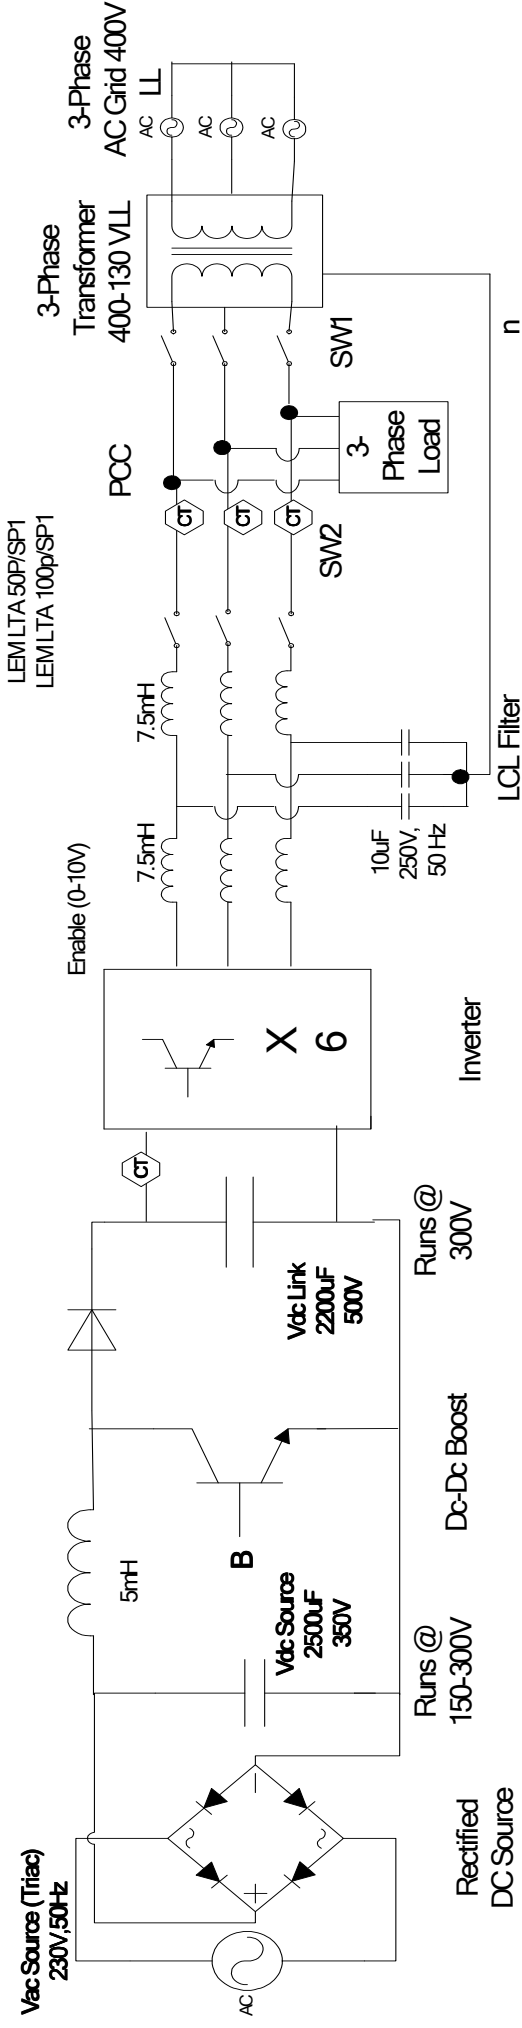 Vac Source (Triac)
230V,50Hz
AC
Rectified
DC Source
Vdc Source
2500uF
350V
Runs @
150-300V
5mH
B
Dc-Dc Boost
Vdc Link
2200uF
500V
Runs @
300V
CT
Enable (0-10V)
X
6
Inverter
7.5mH
7.5mH
10uF
250V,
50 Hz
LCL Filter
LEM LTA 50P/SP1
LEM LTA 100p/SP1
SW2
CT
CT
CT
PCC
3-
Phase
Load
SW1
3-Phase
Transformer
400-130 VLL
n
3-Phase
AC Grid 400V
LL
AC
AC
AC